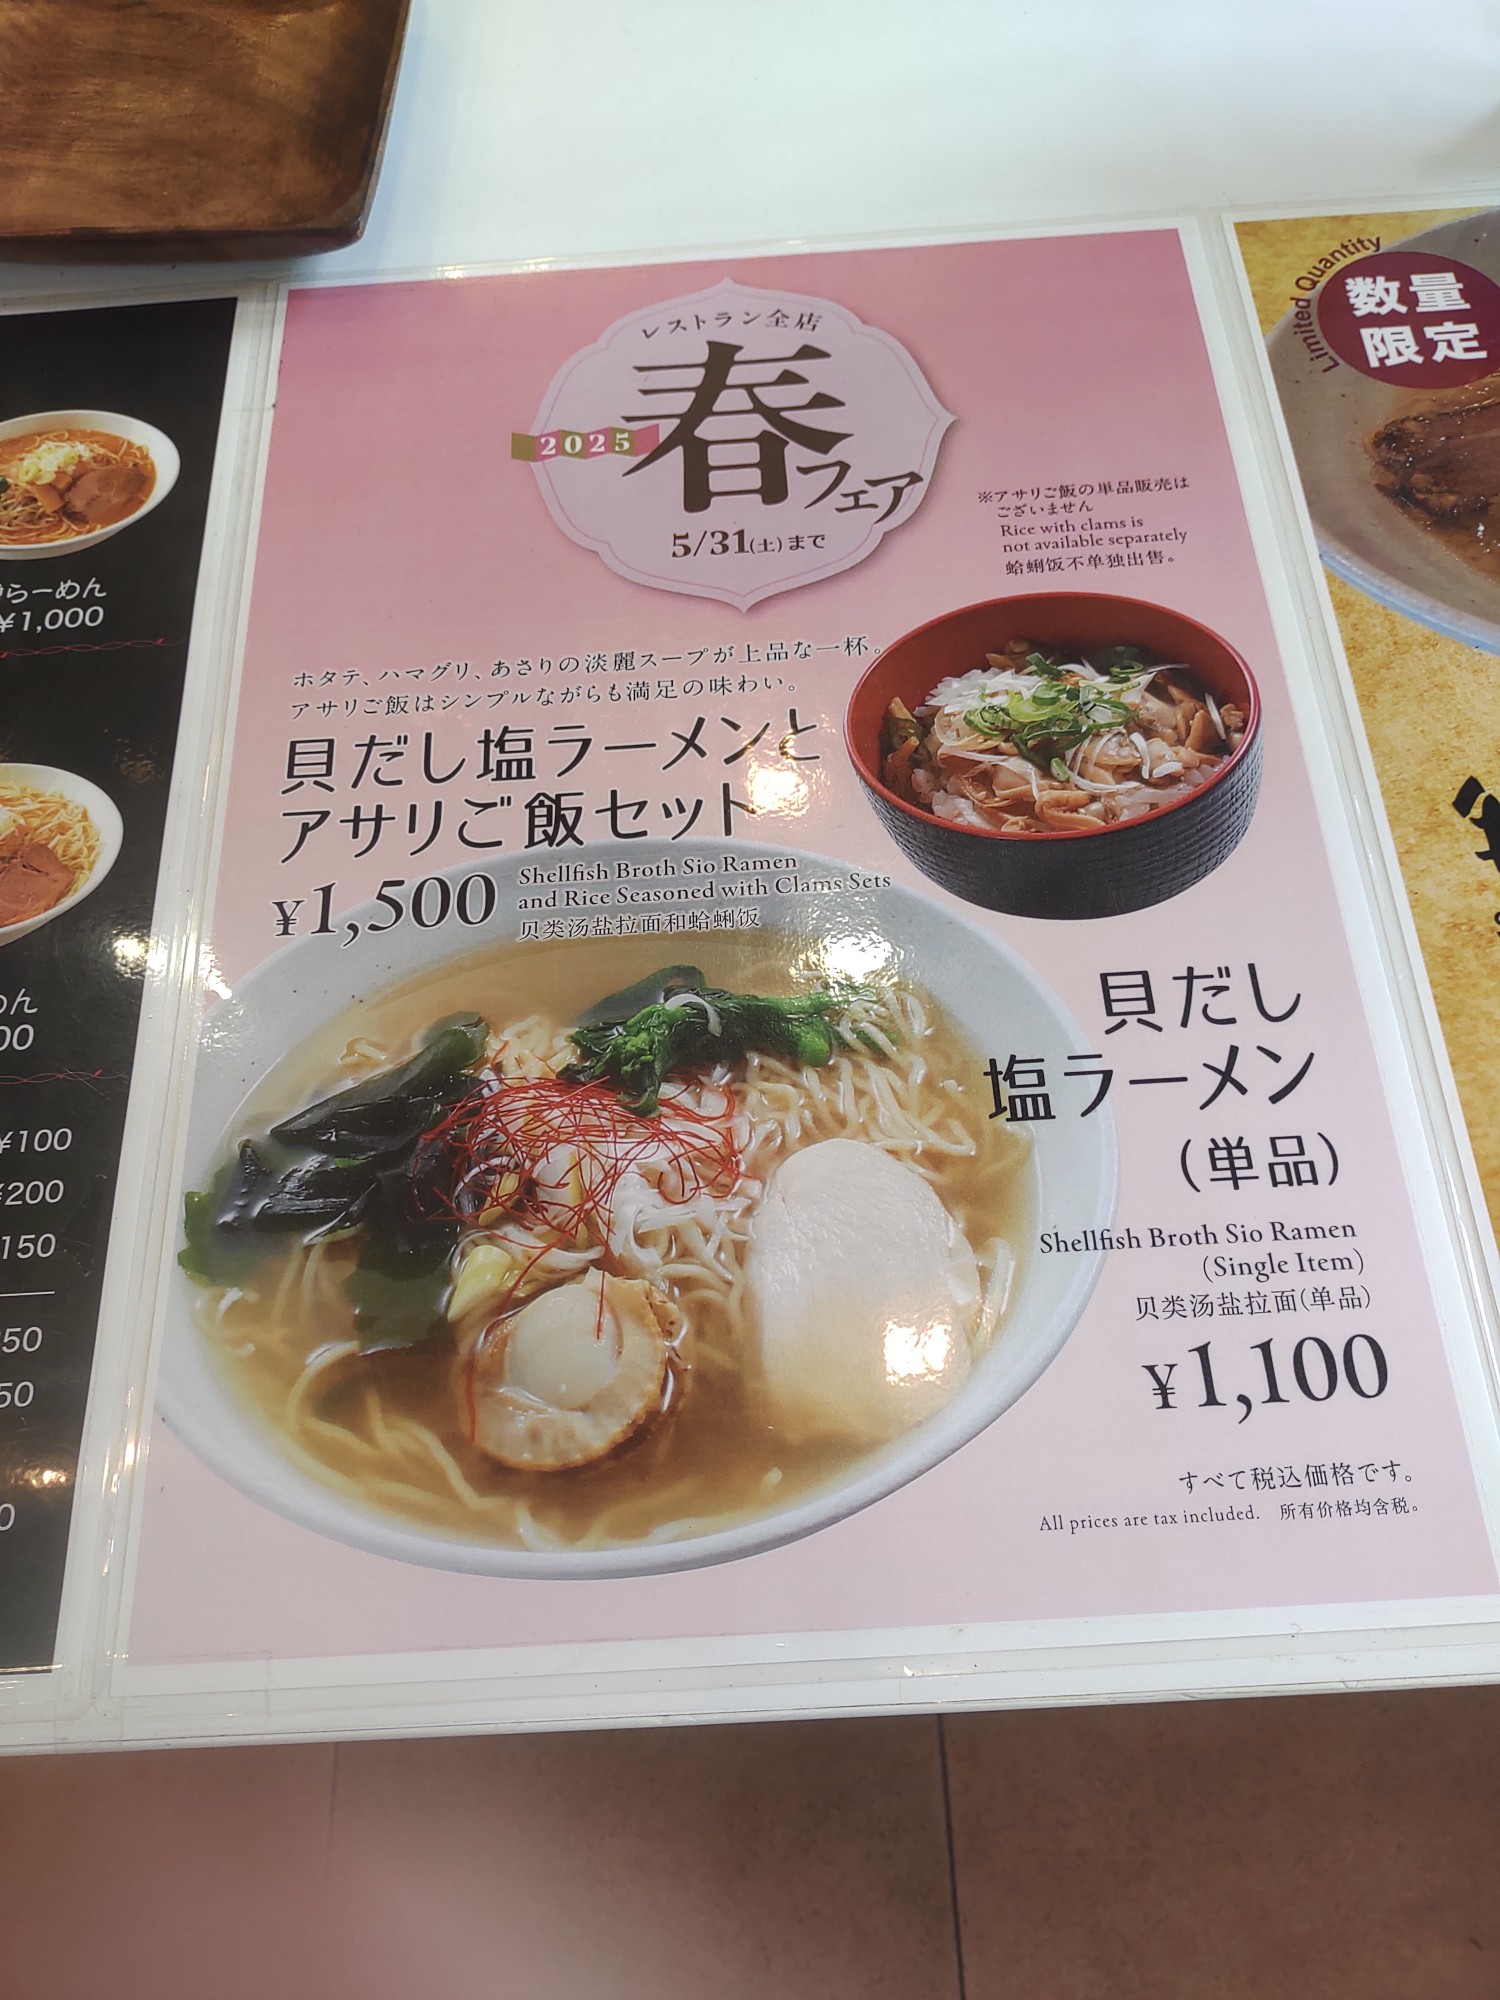 レストラン全店
2025
春フェア
5/31(土)まで
※アサリご飯の単品販売は
ございません
Rice with clams is
not available separately
蛤蜊饭不单独出售。
ホタテ、ハマグリ、あさりの淡麗スープが上品な一杯。
アサリご飯はシンプルながらも満足の味わい。
貝だし塩ラーメンと
アサリご飯セット
¥1,500
Shellfish Broth Sio Ramen
and Rice Seasoned with Clams Sets
贝类汤盐拉面和蛤蜊饭
貝だし
塩ラーメン
(単品)
Shellfish Broth Sio Ramen
(Single Item)
贝类汤盐拉面(单品)
¥1,100
すべて税込価格です。
All prices are tax included. 所有价格均含税。
らーめん
¥1,000
めん
00
¥100
¥200
150
50
50
0
Limited Quantity
数量
限定